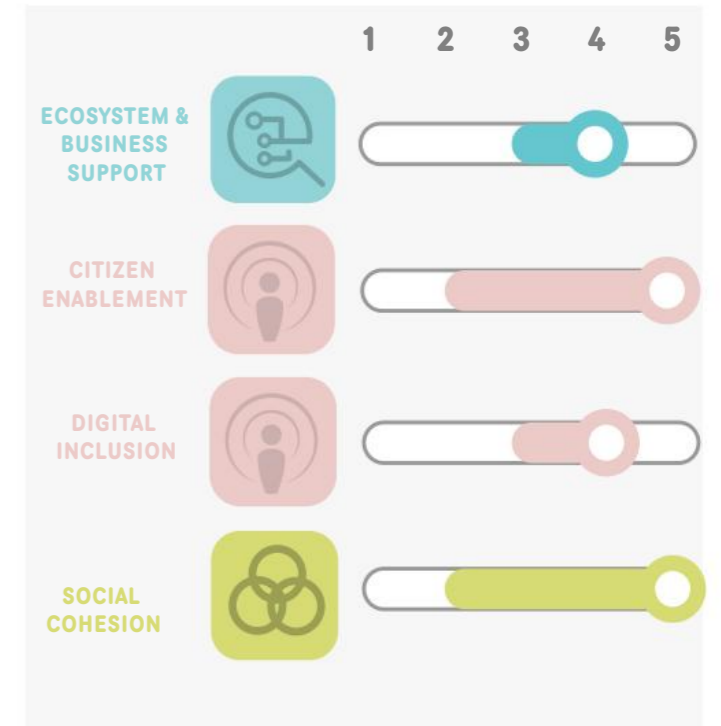 1 2 3 4 5
ECOSYSTEM &
BUSINESS
SUPPORT
CITIZEN
ENABLEMENT
DIGITAL
INCLUSION
SOCIAL
COHESION